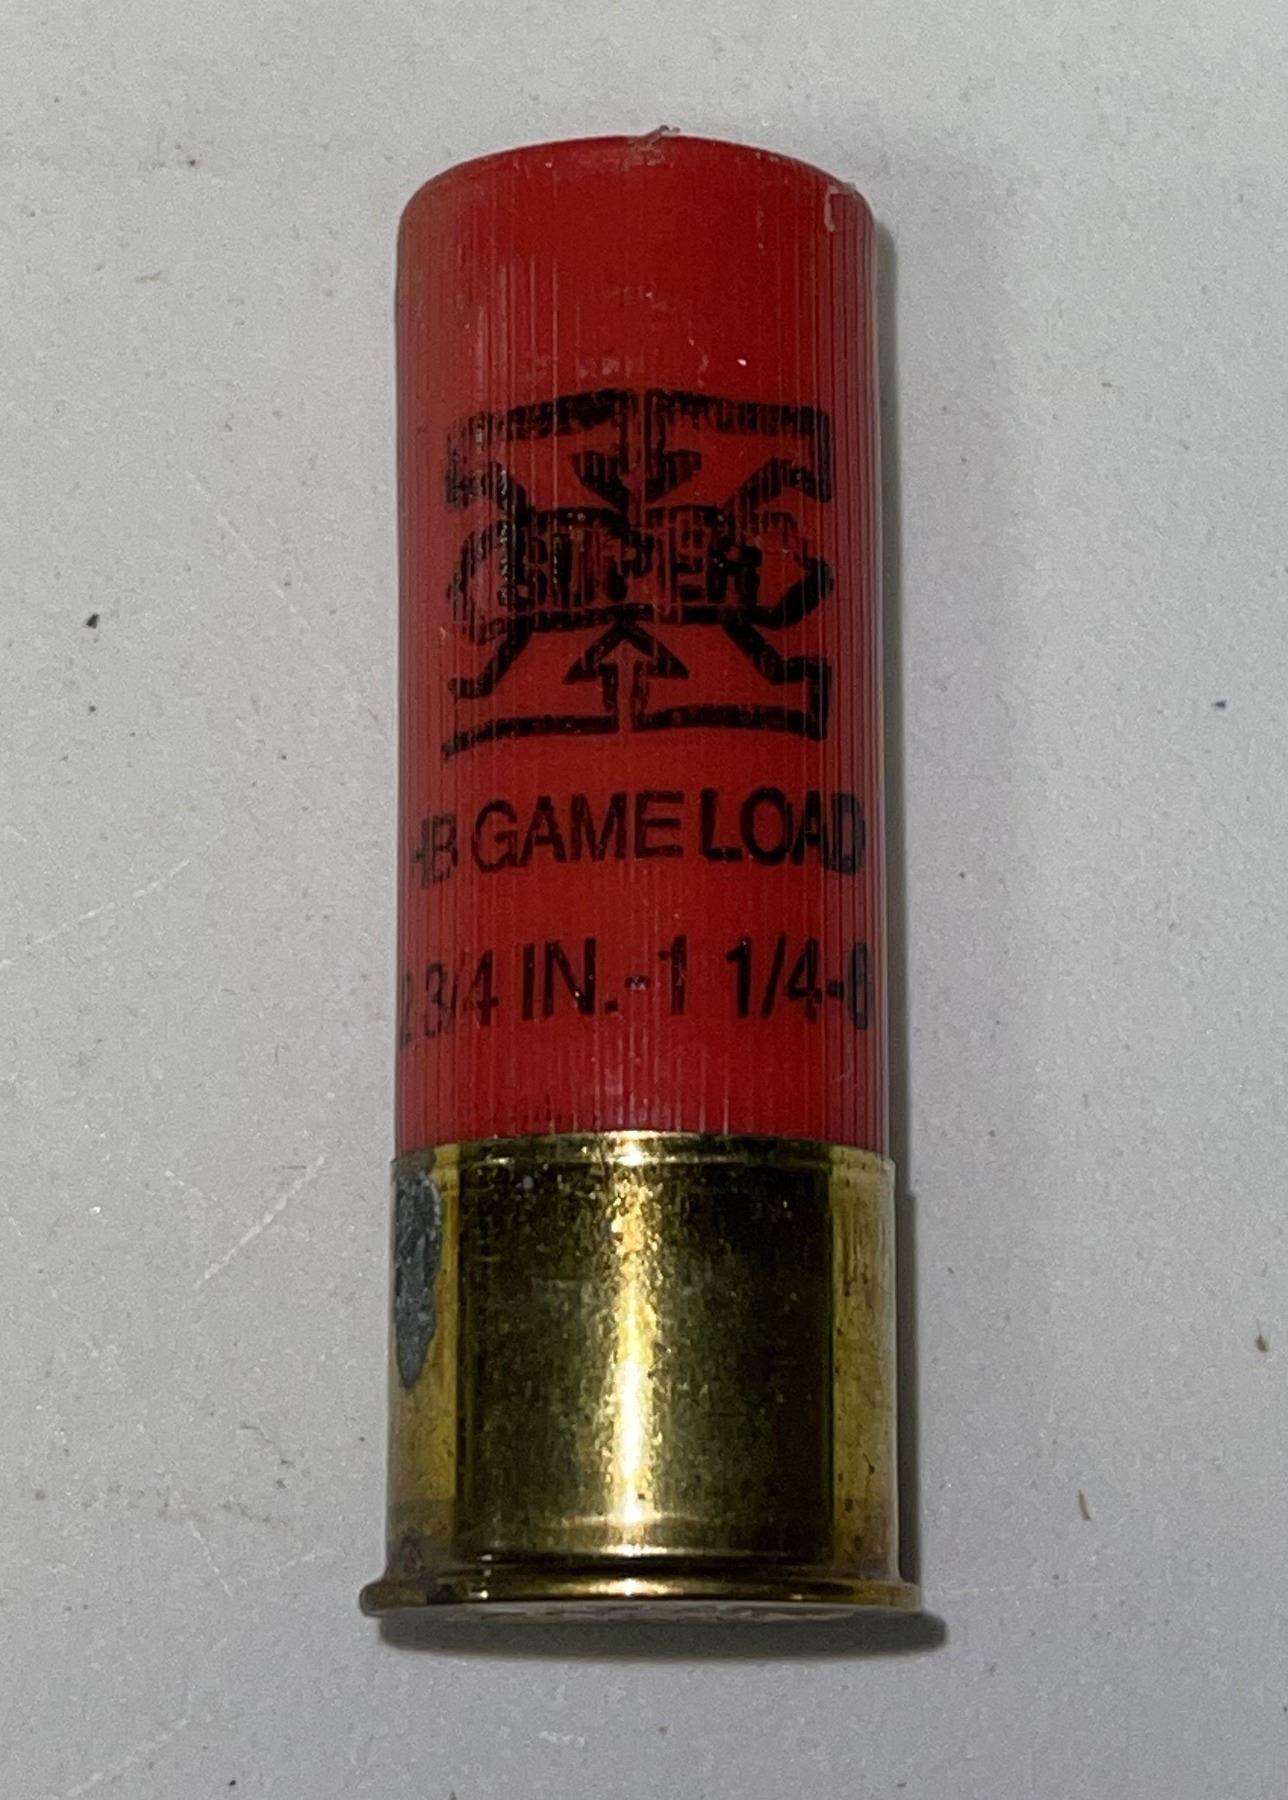 SUPER
HB GAME LOAD
2 3/4 IN.-1 1/4-6